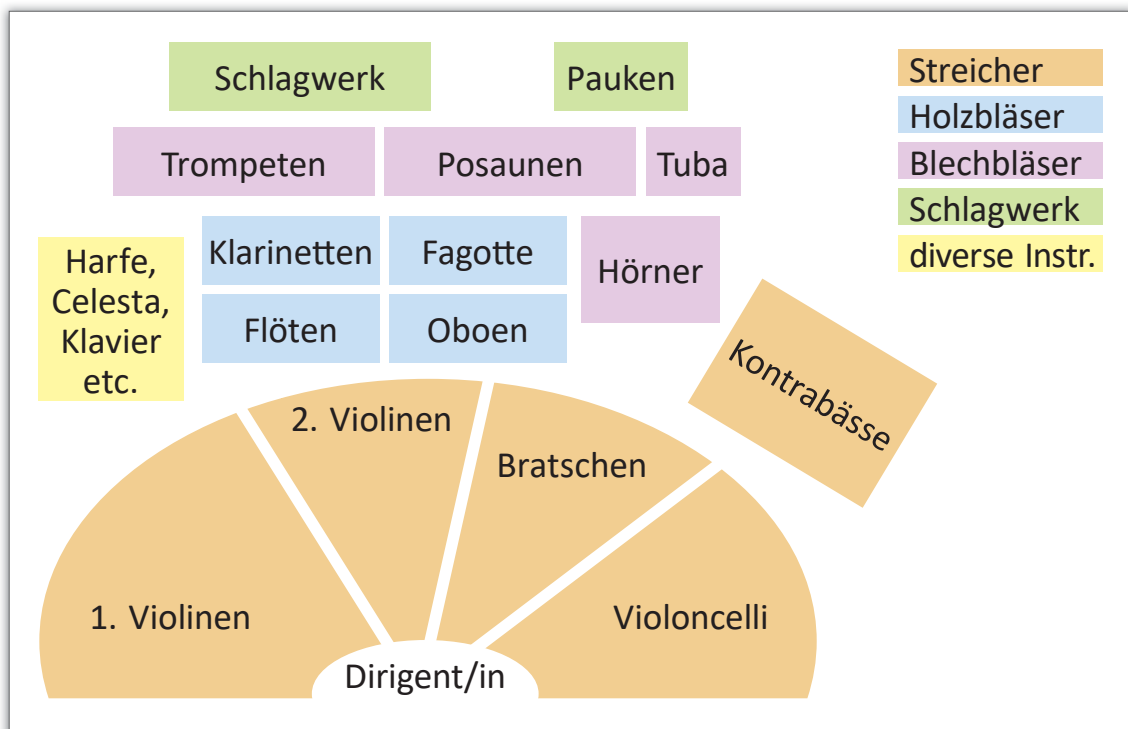 Schlagwerk
Pauken
Trompeten
Posaunen
Tuba
Klarinetten
Fagotte
Hörner
Flöten
Oboen
Harfe,
Celesta,
Klavier
etc.
Kontrabässe
1. Violinen
2. Violinen
Bratschen
Violoncelli
Dirigent/in
Streicher
Holzbläser
Blechbläser
Schlagwerk
diverse Instr.